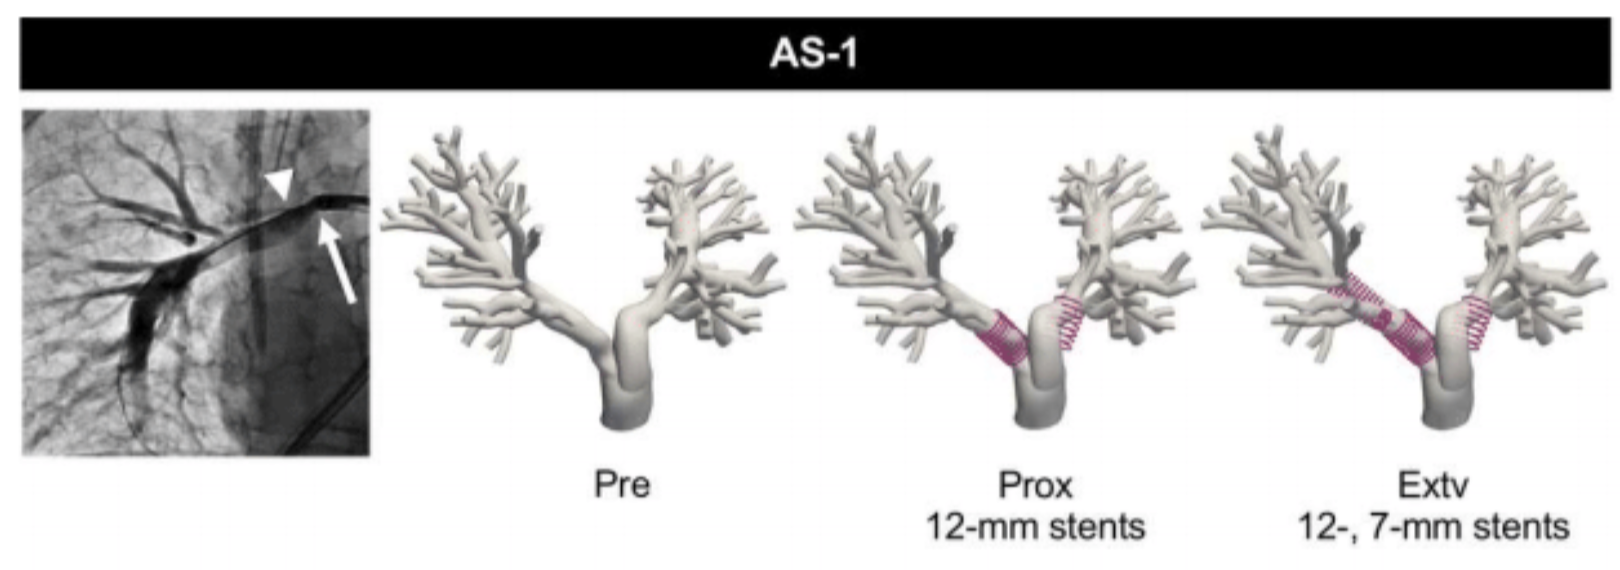 AS-1
Pre
Prox
12-mm stents
Extv
12-, 7-mm stents